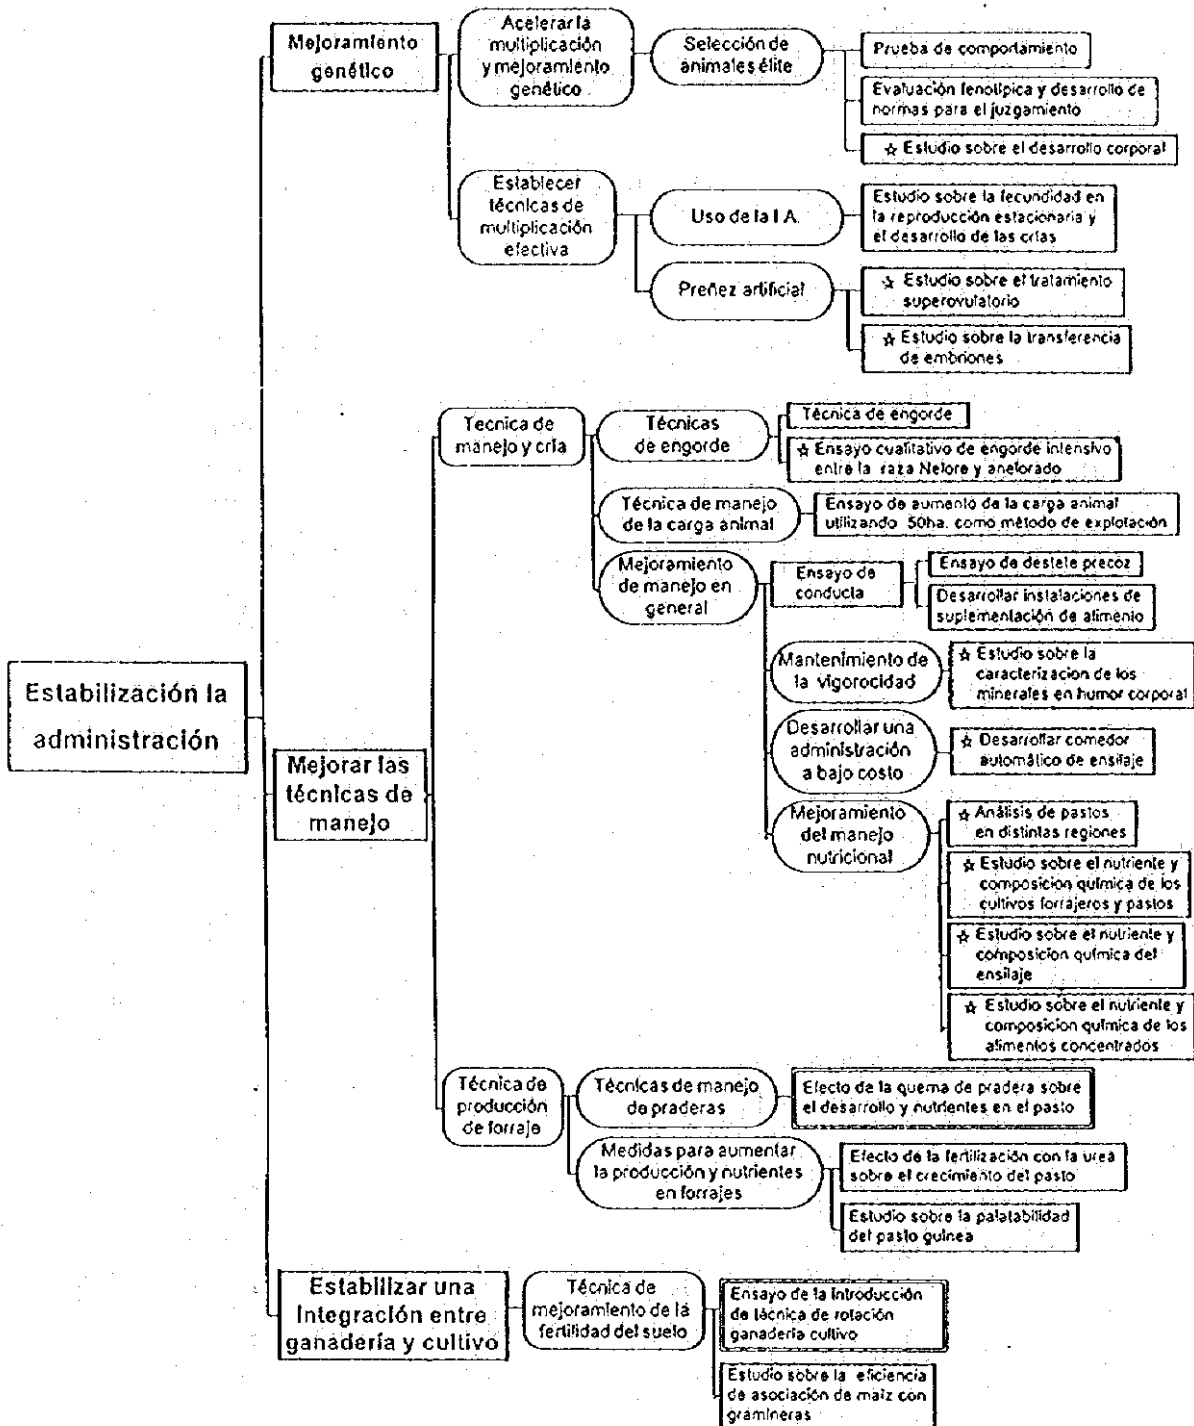 Mejoramiento
genético
Acelerar la
multiplicación
y mejoramiento
genético
Selección de
animales élite
Prueba de comportamiento
Evaluación fenotípica y desarrollo de
normas para el juzgamiento
☆ Estudio sobre el desarrollo corporal
Establecer
técnicas de
multiplicación
efectiva
Uso de la I A.
Estudio sobre la fecundidad en
la reproducción estacionaria y
el desarrollo de las crías
Preñez artificial
☆ Estudio sobre el tratamiento
superovulatorio
☆ Estudio sobre la transferencia
de embriones
Tecnica de
manejo y cría
Técnicas
de engorde
Técnica de engorde
☆ Ensayo cualitativo de engorde intensivo
entre la raza Nelore y anelorado
Técnica de manejo
de la carga animal
Ensayo de aumento de la carga animal
utilizando 50ha. como método de explotación
Mejoramiento
de manejo en
general
Ensayo de
conducta
Ensayo de destete precoz
Desarrollar instalaciones de
suplementación de alimento
Mantenimiento de
la vigorocidad
☆ Estudio sobre la
caracterización de los
minerales en humor corporal
Estabilización la
administración
Mejorar las
técnicas de
manejo
Desarrollar una
administración
a bajo costo
☆ Desarrollar comedor
automático de ensilaje
Mejoramiento
del manejo
nutricional
☆ Análisis de pastos
en distintas regiones
☆ Estudio sobre el nutriente y
composicion química de los
cultivos forrajeros y pastos
☆ Estudio sobre el nutriente y
composicion química del
ensilaje
☆ Estudio sobre el nutriente y
composicion química de los
alimentos concentrados
Técnica de
producción
de forraje
Técnicas de manejo
de praderas
Efecto de la quema de pradera sobre
el desarrollo y nutrientes en el pasto
Medidas para aumentar
la producción y nutrientes
en forrajes
Efecto de la fertilización con la urea
sobre el crecimiento del pasto
Estudio sobre la palatabilidad
del pasto guinea
Estabilizar una
Integración entre
ganadería y cultivo
Técnica de
mejoramiento de la
fertilidad del suelo
Ensayo de la introducción
de técnica de rotación
ganadería cultivo
Estudio sobre la eficiencia
de asociación de maíz con
gramineras